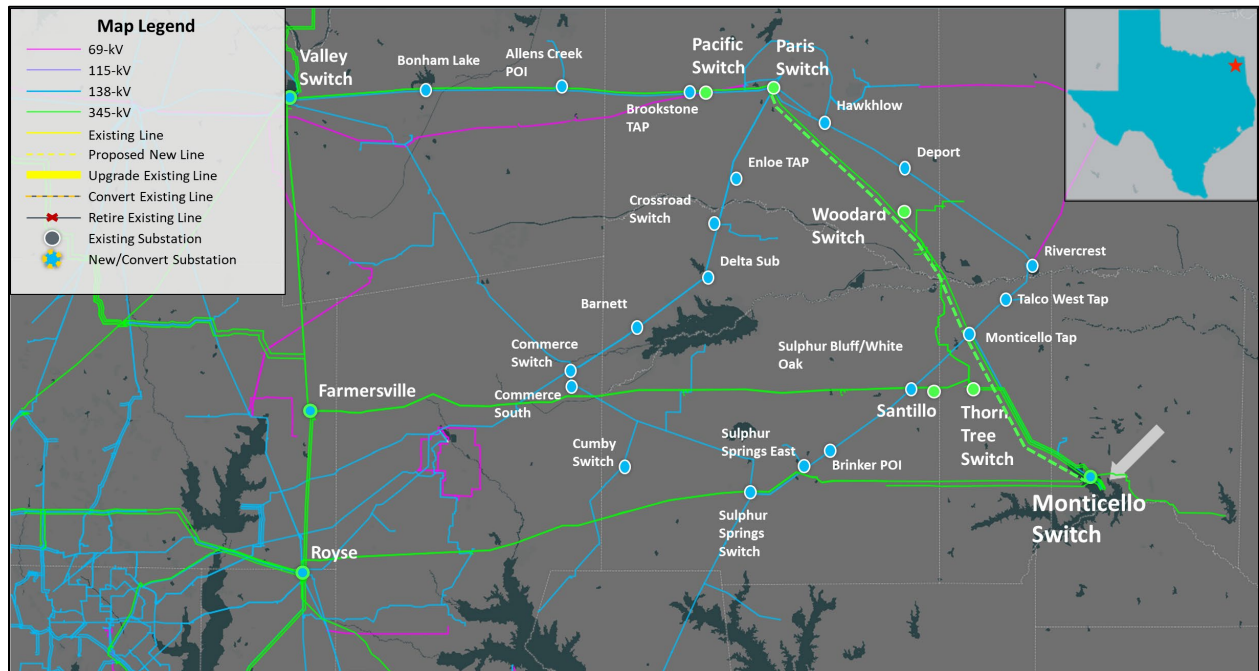 Map Legend
69-kV
115-kV
138-kV
345-kV
Existing Line
Proposed New Line
Upgrade Existing Line
Convert Existing Line
Retire Existing Line
Existing Substation
New/Convert Substation
Valley
Switch
Bonham Lake
Allens Creek
POI
Pacific
Switch
Paris
Switch
Brookstone
TAP
Hawkhlow
Enloe TAP
Deport
Crossroad
Switch
Woodard
Switch
Delta Sub
Rivercrest
Talco West Tap
Barnett
Monticello Tap
Commerce
Switch
Sulphur Bluff/White
Oak
Farmersville
Commerce
South
Santillo
Thorn
Tree
Switch
Cumby
Switch
Sulphur
Springs East
Brinker POI
Monticello
Switch
Sulphur
Springs
Switch
Royse